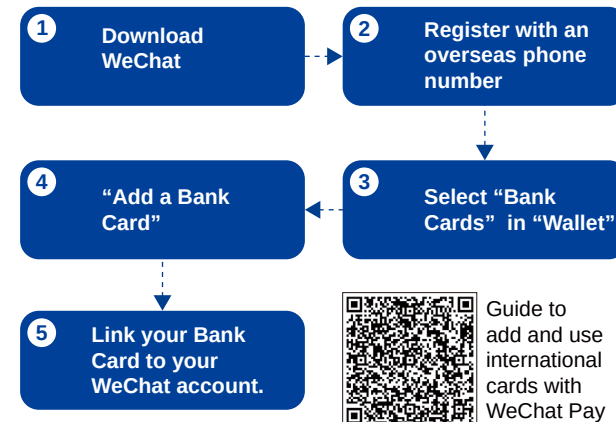 1
Download
WeChat
2
Register with an
overseas phone
number
3
Select “Bank
Cards”  in “Wallet”
4
“Add a Bank
Card”
5
Link your Bank
Card to your
WeChat account.
Guide to
add and use
international
cards with
WeChat Pay